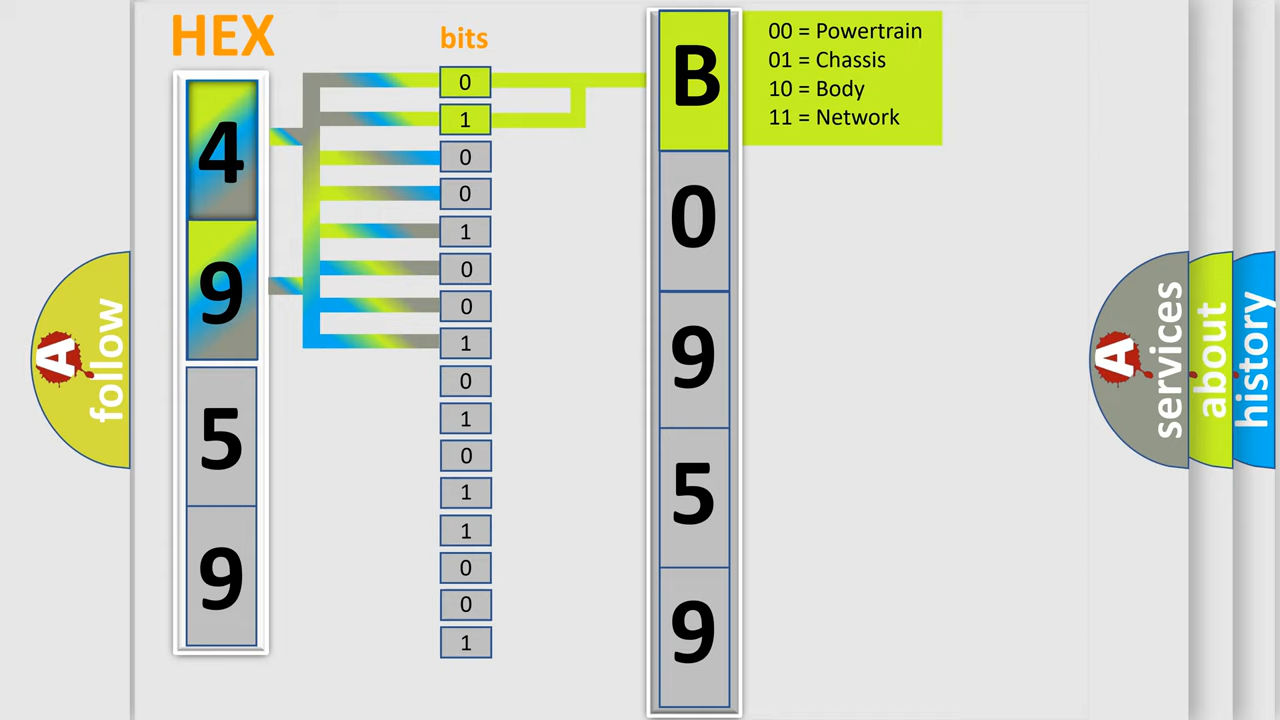 HEX
bits
4
9
5
9
0
1
0
0
1
0
0
1
0
1
0
1
1
0
0
1
B
0
9
5
9
00 = Powertrain
01 = Chassis
10 = Body
11 = Network
A
follow
A
services
about
history